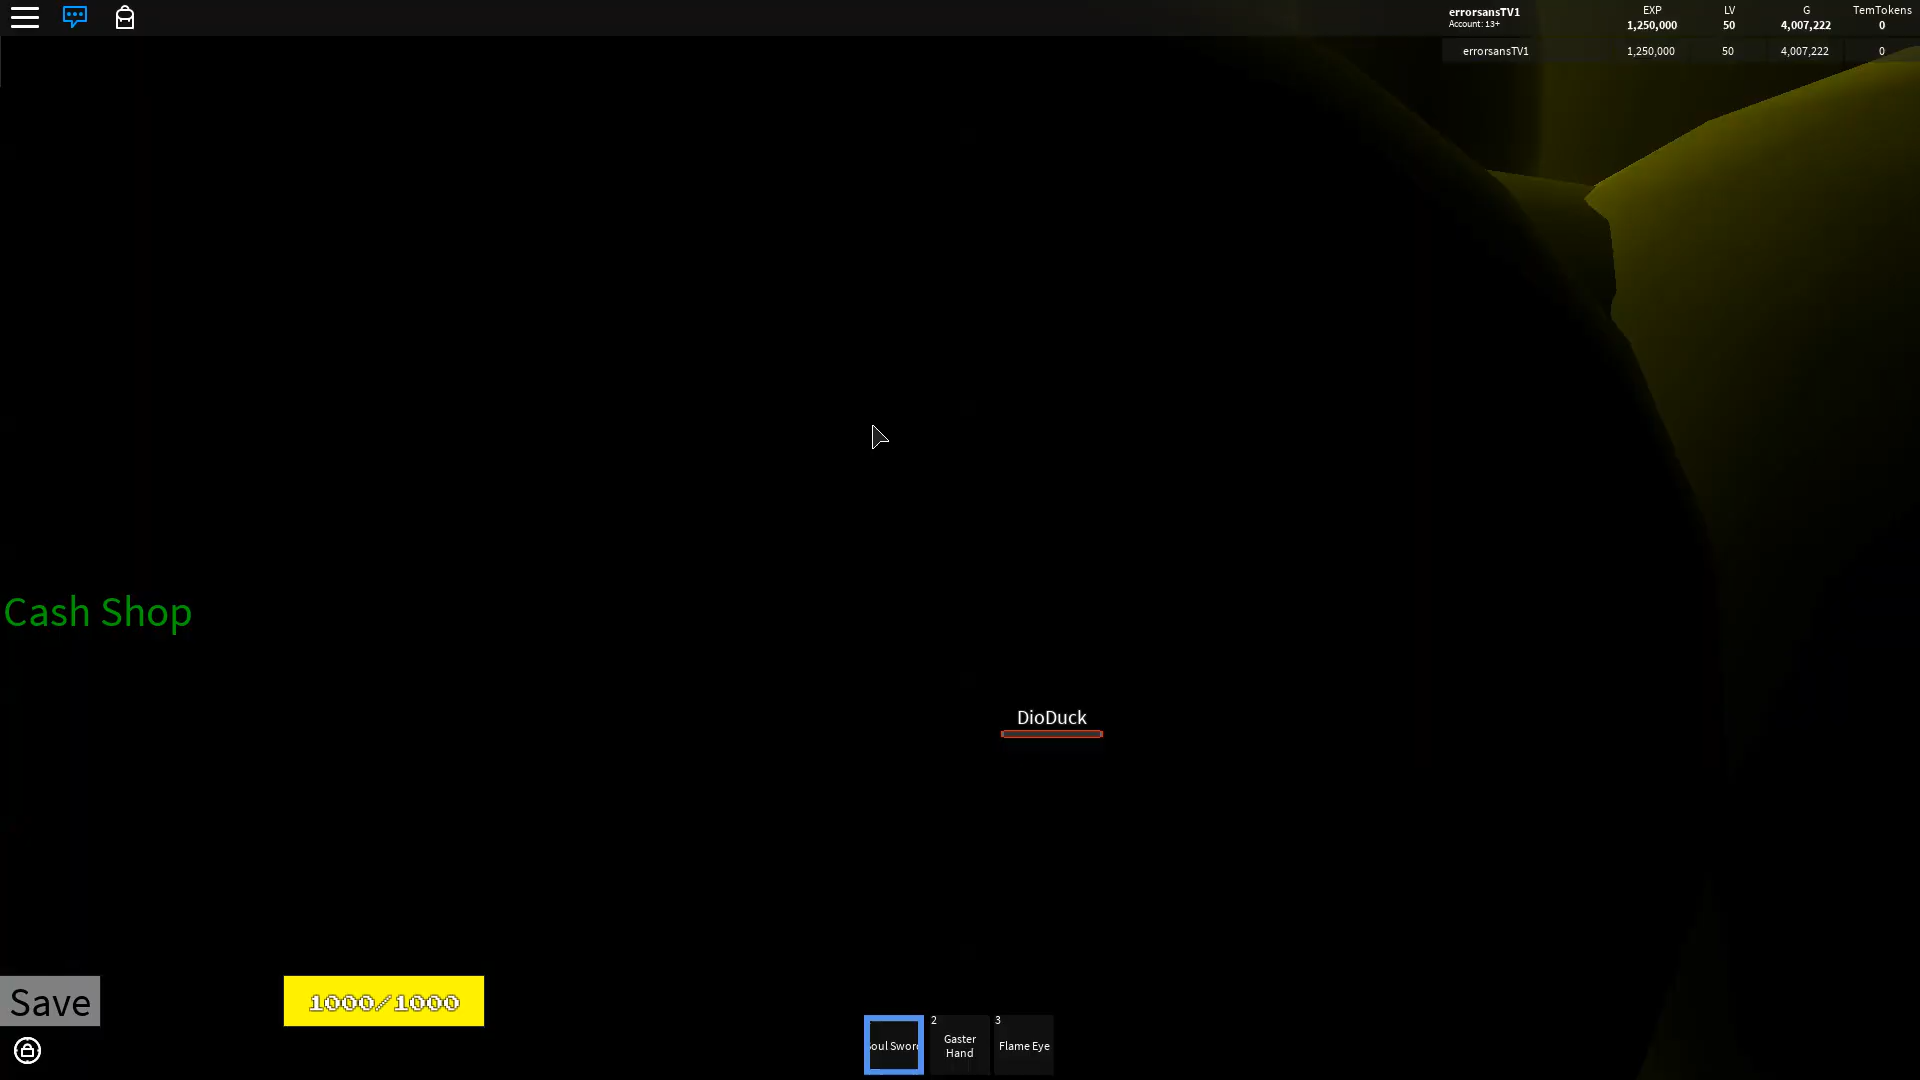 errorsansTV1
Account: 13+
EXP LV G TemTokens
1,250,000 50 4,007,222 0
errorsansTV1 1,250,000 50 4,007,222 0
Cash Shop
DioDuck
Save
1000/1000
oul Sword
2
Gaster
Hand
3
Flame Eye